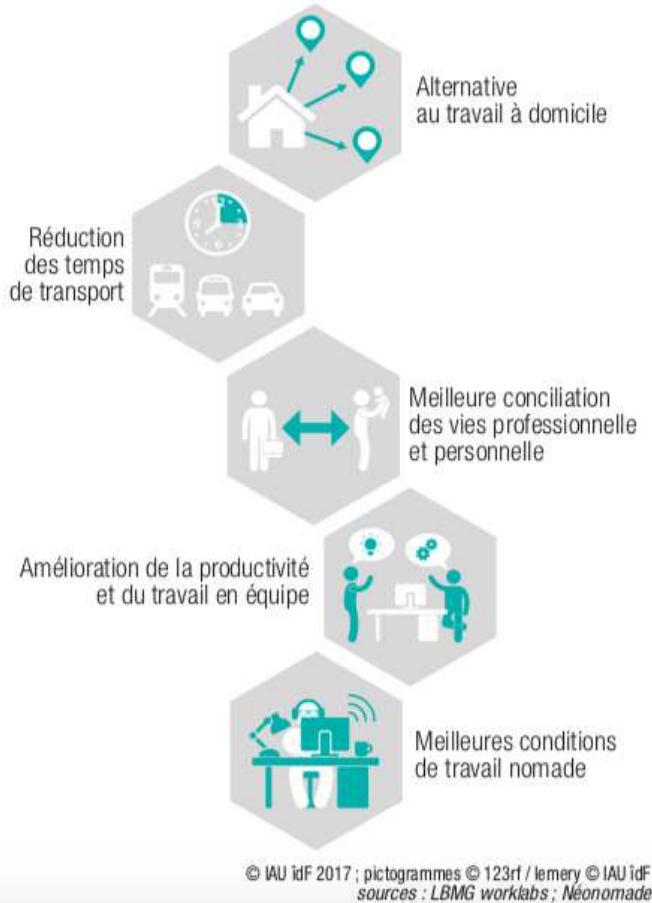 Alternative
au travail à domicile
Réduction
des temps
de transport
Meilleure conciliation
des vies professionnelle
et personnelle
Amélioration de la productivité
et du travail en équipe
Meilleures conditions
de travail nomade
© IAU îdF 2017 ; pictogrammes © 123rf / lemery © IAU îdF
sources : LBMG worklabs ; Néonomade